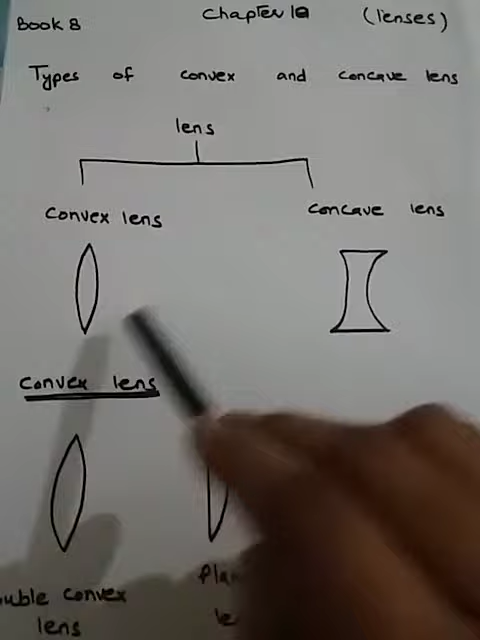 Book 8 Chapter 10 (lenses)
Types of convex and concave lens
lens
Convex lens concave lens
Convex lens
uble convex
lens